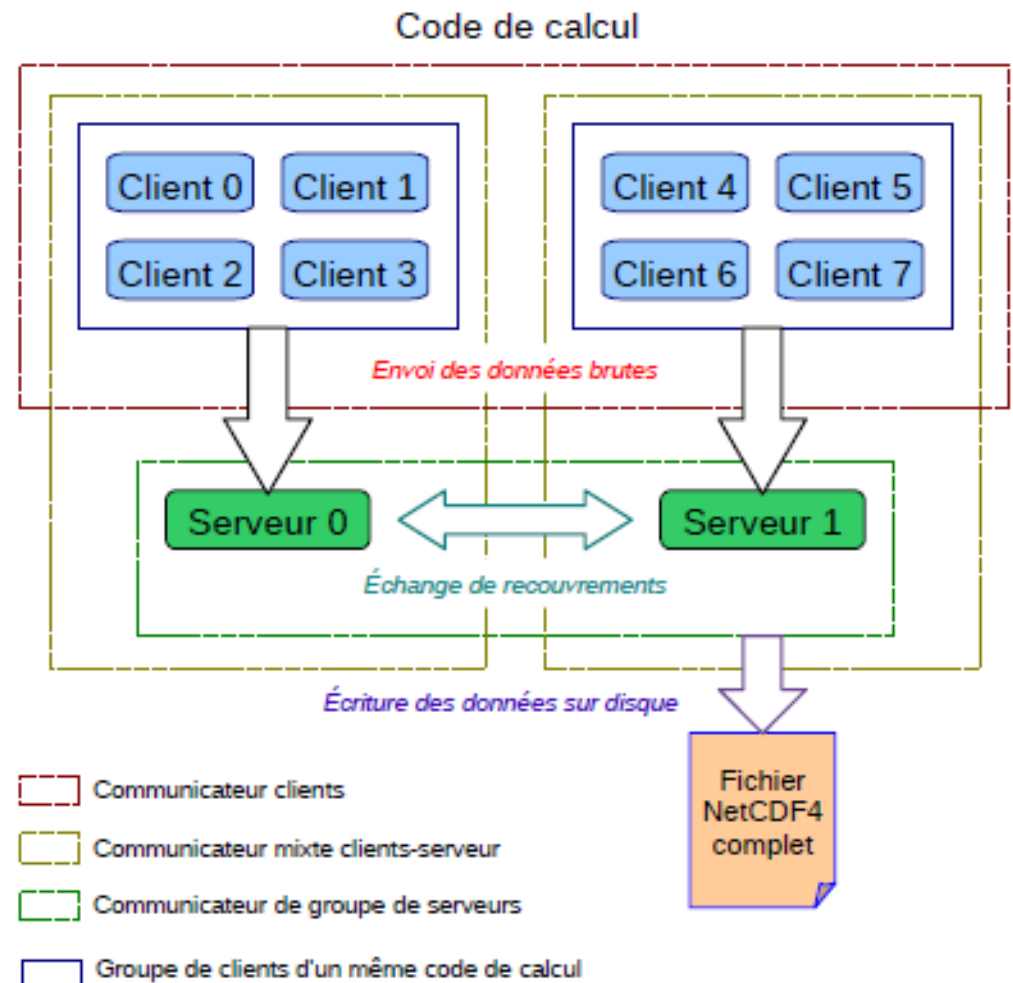 Code de calcul
Client 0 Client 1 Client 4 Client 5
Client 2 Client 3 Client 6 Client 7
Envoi des données brutes
Serveur 0 Serveur 1
Échange de recouvrements
Écriture des données sur disque
Fichier
NetCDF4
complet
Communicateur clients
Communicateur mixte clients-serveur
Communicateur de groupe de serveurs
Groupe de clients d'un même code de calcul